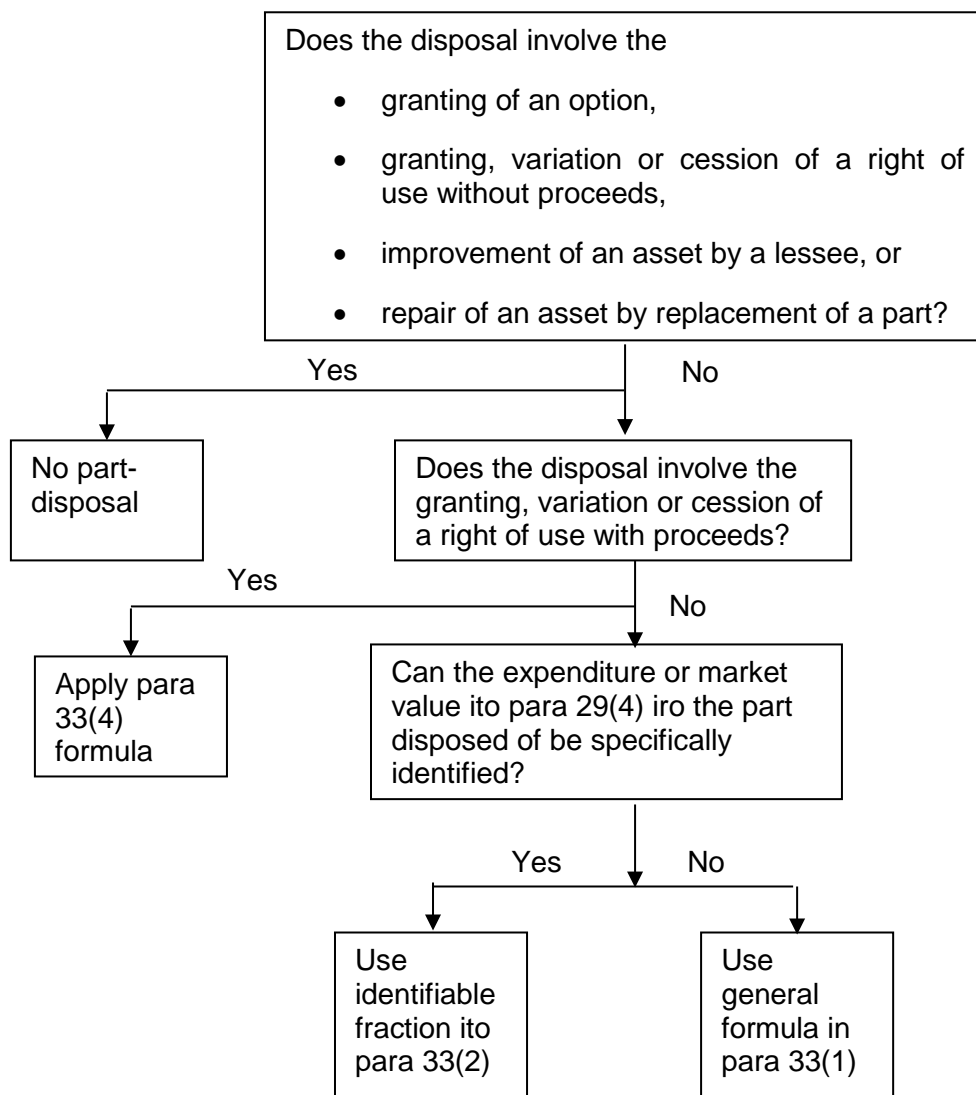 Does the disposal involve the
• granting of an option,
• granting, variation or cession of a right of
use without proceeds,
• improvement of an asset by a lessee, or
• repair of an asset by replacement of a part?
Yes
No
No part-
disposal
Does the disposal involve the
granting, variation or cession of
a right of use with proceeds?
Yes
No
Apply para
33(4)
formula
Can the expenditure or market
value ito para 29(4) iro the part
disposed of be specifically
identified?
Yes
No
Use
identifiable
fraction ito
para 33(2)
Use
general
formula in
para 33(1)